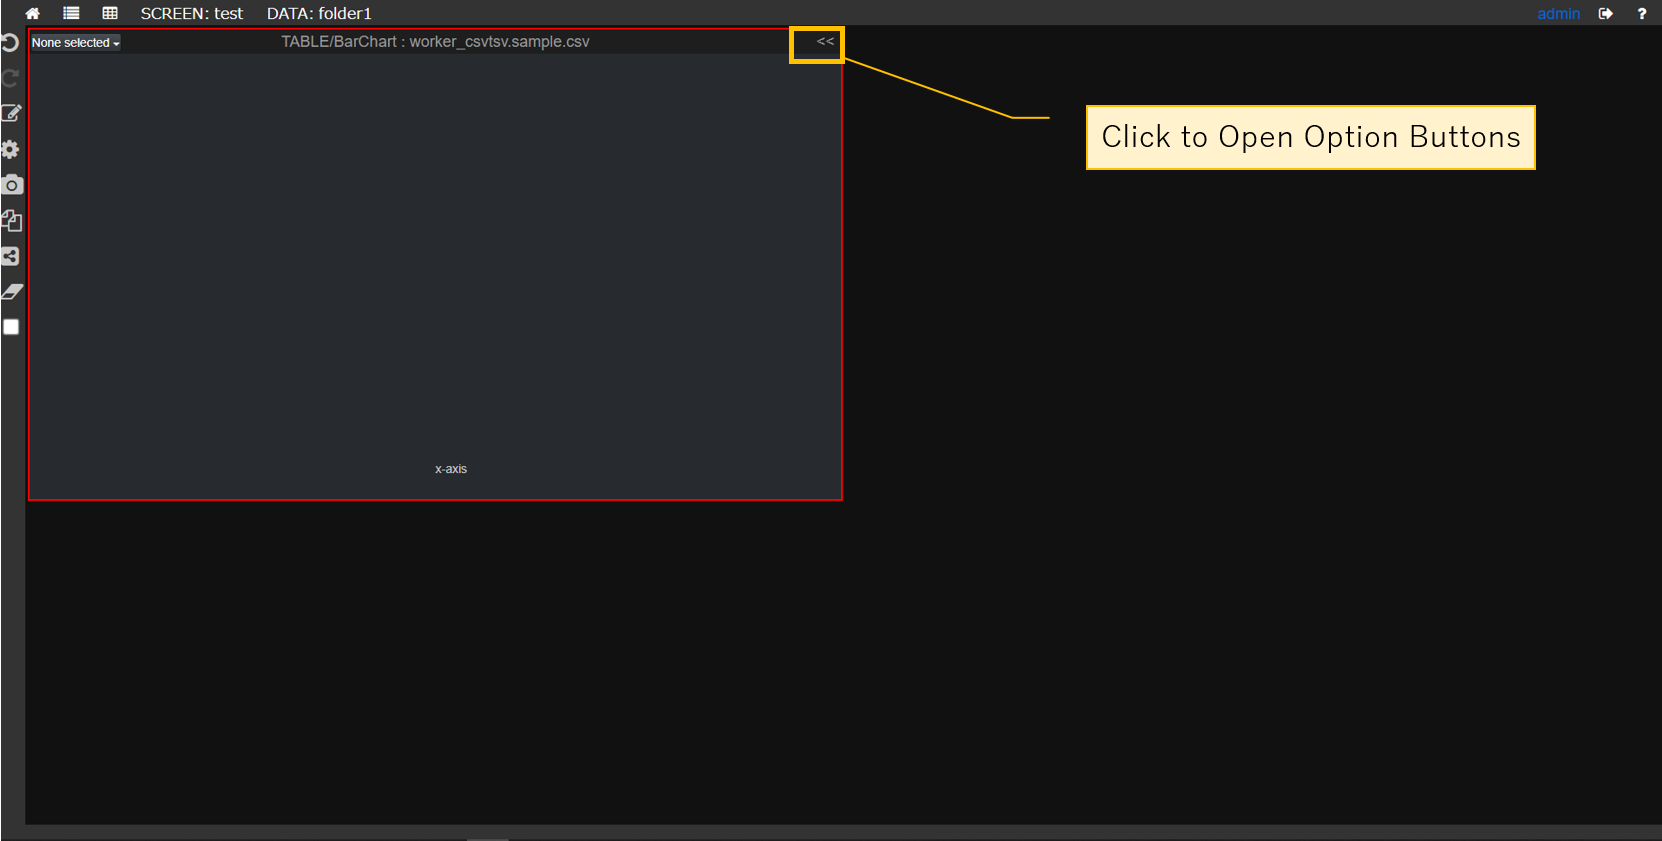 SCREEN: test DATA: folder1 admin ?
None selected TABLE/BarChart : worker_csvtsv.sample.csv <<
Click to Open Option Buttons
x-axis